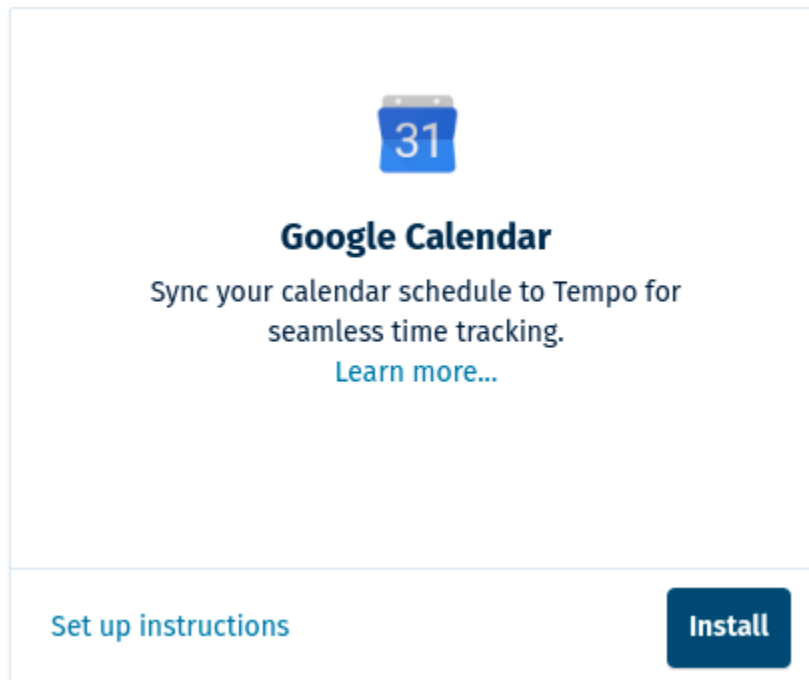 31
Google Calendar
Sync your calendar schedule to Tempo for
seamless time tracking.
Learn more...
Set up instructions
Install